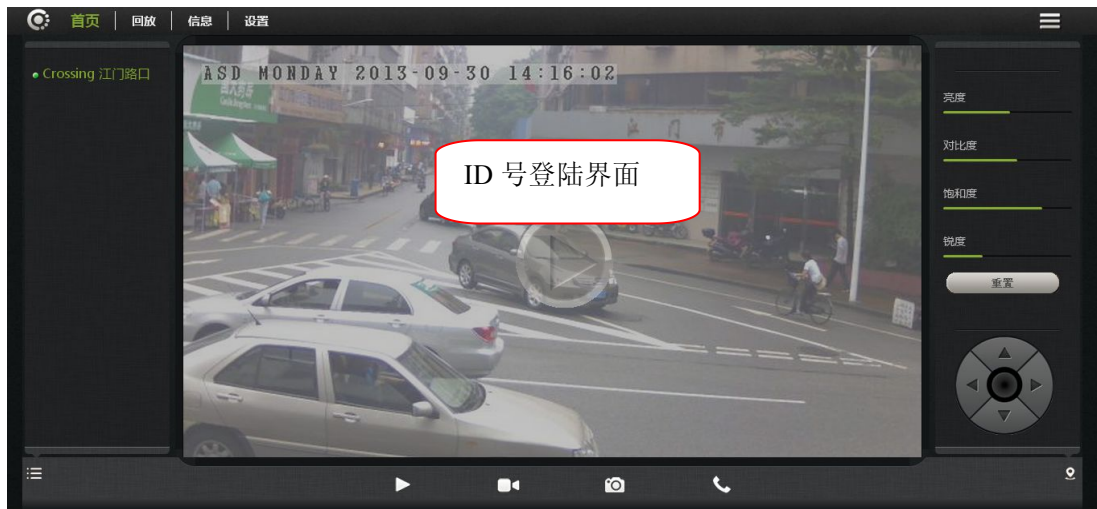 首页 回放 信息 设置
Crossing 江门路口
ASD MONDAY 2013-09-30 14:16:02
ID 号登陆界面
亮度
对比度
饱和度
锐度
重置